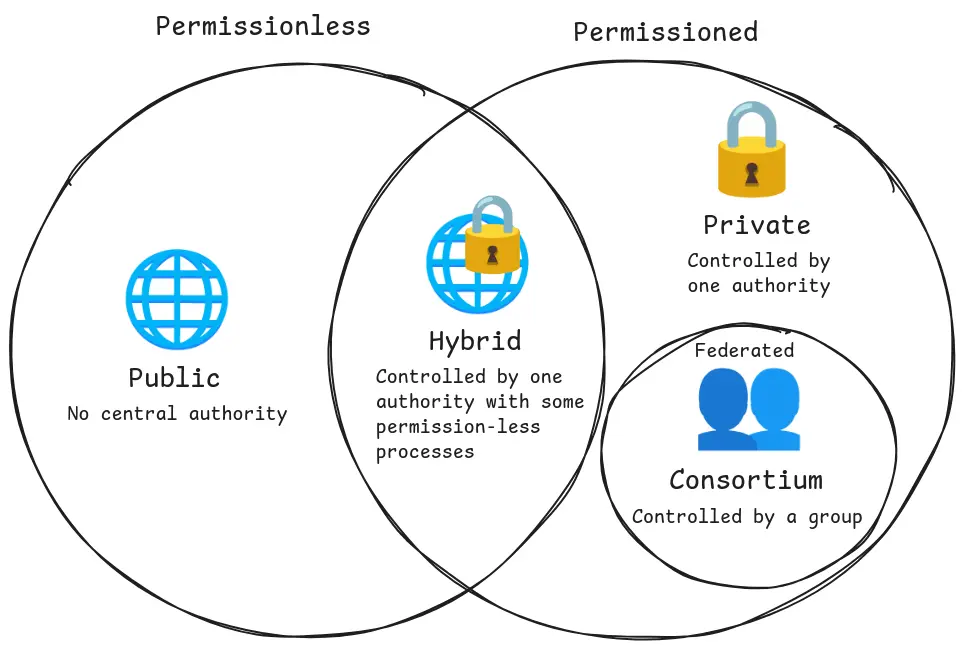 Permissionless
Permissioned
Public
No central authority
Hybrid
Controlled by one
authority with some
permission-less
processes
Private
Controlled by
one authority
Federated
Consortium
Controlled by a group